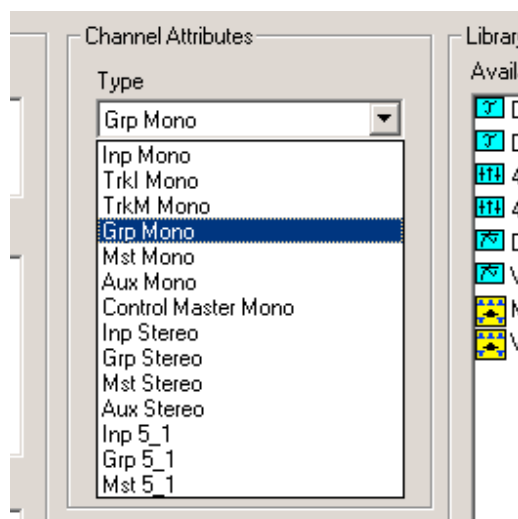 Channel Attributes
Type
Grp Mono
Inp Mono
TrkI Mono
TrkM Mono
Grp Mono
Mst Mono
Aux Mono
Control Master Mono
Inp Stereo
Grp Stereo
Mst Stereo
Aux Stereo
Inp 5_1
Grp 5_1
Mst 5_1